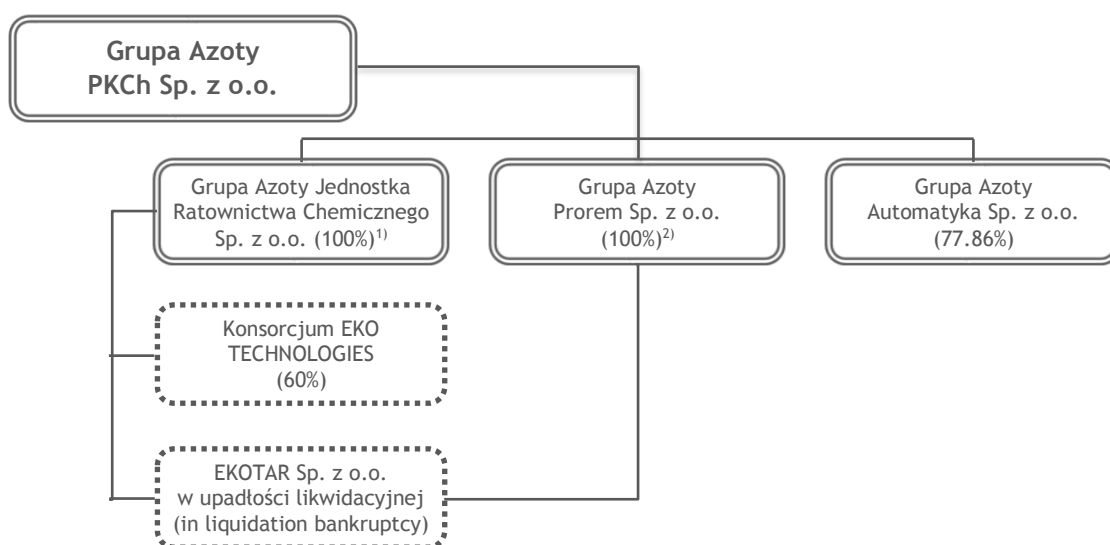 Grupa Azoty
PKCh Sp. z o.o.
Grupa Azoty Jednostka
Ratownictwa Chemicznego
Sp. z o.o. (100%)1)
Grupa Azoty
Prorem Sp. z o.o.
(100%)2)
Grupa Azoty
Automatyka Sp. z o.o.
(77.86%)
Konsorcjum EKO
TECHNOLOGIES
(60%)
EKOTAR Sp. z o.o.
w upadłości likwidacyjnej
(in liquidation bankruptcy)